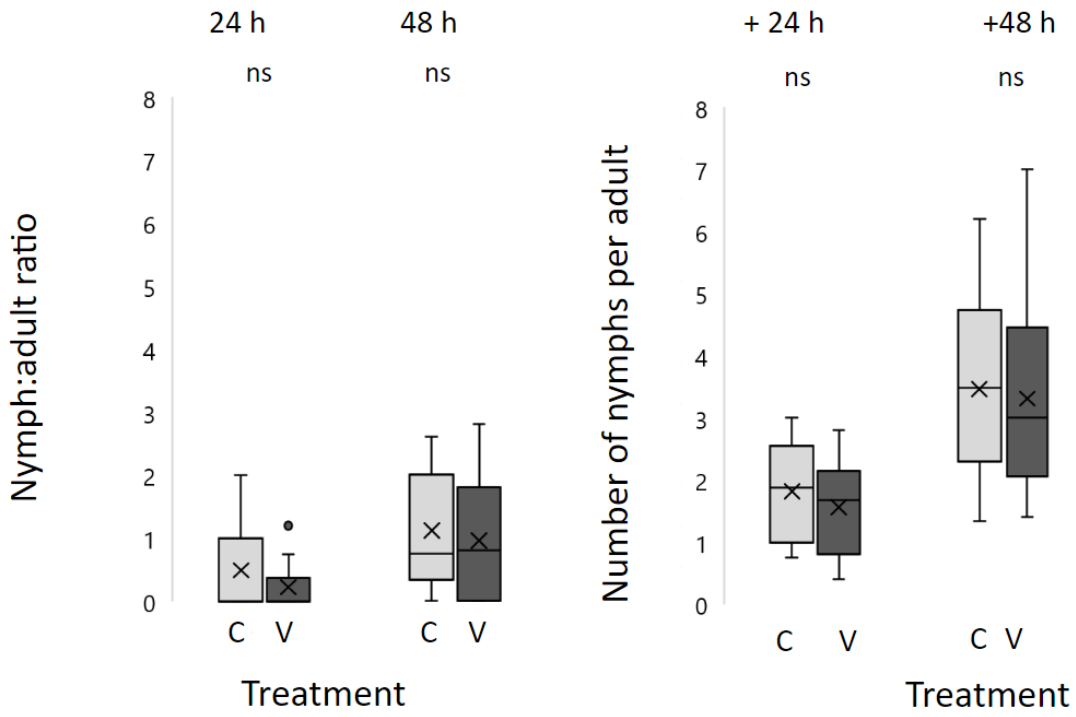 24 h
48 h
ns
ns
8
7
6
5
4
3
2
1
0
Nymph:adult ratio
C
V
C
V
Treatment
+ 24 h
+48 h
ns
ns
8
7
6
5
4
3
2
1
0
Number of nymphs per adult
C
V
C
V
Treatment